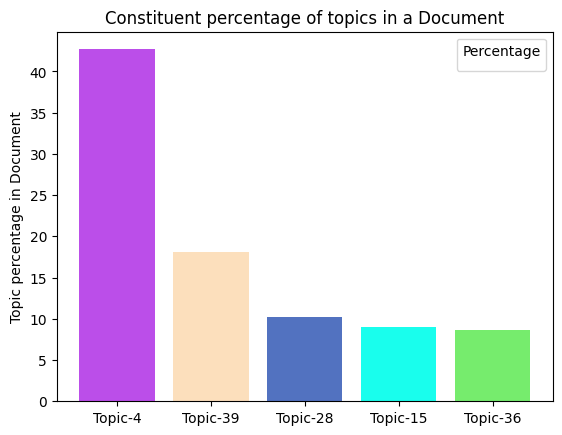 Constituent percentage of topics in a Document
Percentage
Topic percentage in Document
40
35
30
25
20
15
10
5
0
Topic-4 Topic-39 Topic-28 Topic-15 Topic-36